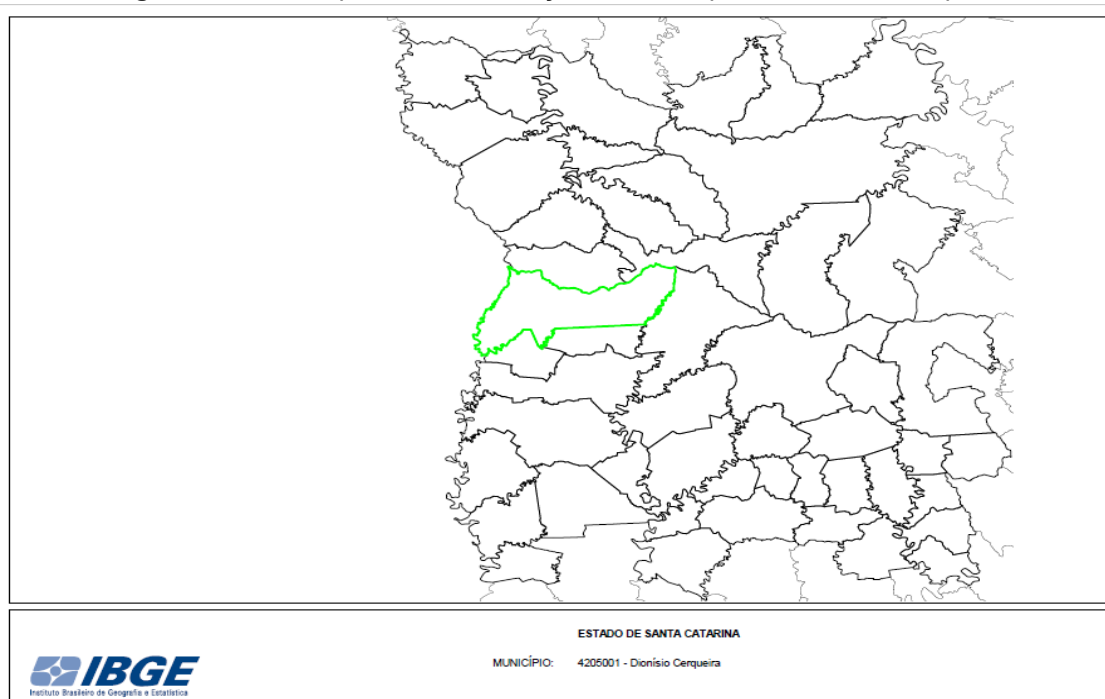 ESTADO DE SANTA CATARINA
MUNICÍPIO: 4205001 - Dionísio Cerqueira
IBGE
Instituto Brasileiro de Geografia e Estatística